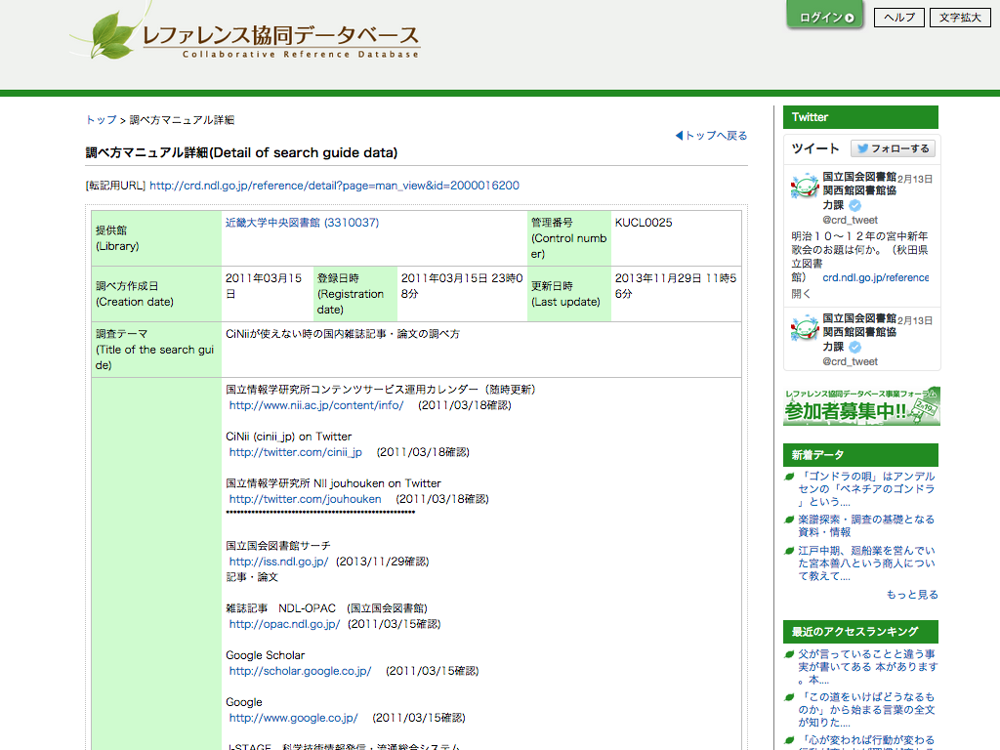 レファレンス協同データベース
Collaborative Reference Database
ログイン
ヘルプ
文字拡大
トップ > 調べ方マニュアル詳細
◀トップへ戻る
調べ方マニュアル詳細(Detail of search guide data)
[転記用URL] http://crd.ndl.go.jp/reference/detail?page=man_view&id=2000016200
提供館
(Library)
近畿大学中央図書館 (3310037)
管理番号
(Control numb
er)
KUCL0025
調べ方作成日
(Creation date)
2011年03月15
日
登録日時
(Registration
date)
2011年03月15日 23時0
8分
更新日時
(Last update)
2013年11月29日 11時5
6分
調査テーマ
(Title of the search gui
de)
CiNiiが使えない時の国内雑誌記事・論文の調べ方
国立情報学研究所コンテンツサービス運用カレンダー（随時更新）
http://www.nii.ac.jp/content/info/　(2011/03/18確認)
CiNii (cinii_jp) on Twitter
http://twitter.com/cinii_jp　(2011/03/18確認)
国立情報学研究所 NII jouhouken on Twitter
http://twitter.com/jouhouken　(2011/03/18確認)
国立国会図書館サーチ
http://iss.ndl.go.jp/  (2013/11/29確認)
記事・論文
雑誌記事　NDL-OPAC　(国立国会図書館)
http://opac.ndl.go.jp/  (2011/03/15確認)
Google Scholar
http://scholar.google.co.jp/　(2011/03/15確認)
Google
http://www.google.co.jp/　(2011/03/15確認)
J-STAGE　科学技術情報発信・流通総合システム
Twitter
ツイート
フォローする
国立国会図書館 2月13日
関西館図書館協
力課
@crd_tweet
明治１０～１２年の宮中新年
歌会のお題は何か。（秋田県
立図書
館）　crd.ndl.go.jp/reference
開く
国立国会図書館 2月13日
関西館図書館協
力課
@crd_tweet
レファレンス協同データベース事業フォーラム
参加者募集中!!
2月19日
新着データ
「ゴンドラの唄」はアンデル
センの「ベネチアのゴンドラ
」という....
楽譜探索・調査の基礎となる
資料・情報
江戸中期、廻船業を営んでい
た宮本善八という商人につい
て教えて....
もっと見る
最近のアクセスランキング
父が言っていることと違う事
実が書いてある 本があります
。本....
「この道をいけばどうなるも
のか」から始まる言葉の全文
が知りた....
「心が変われば行動が変わる